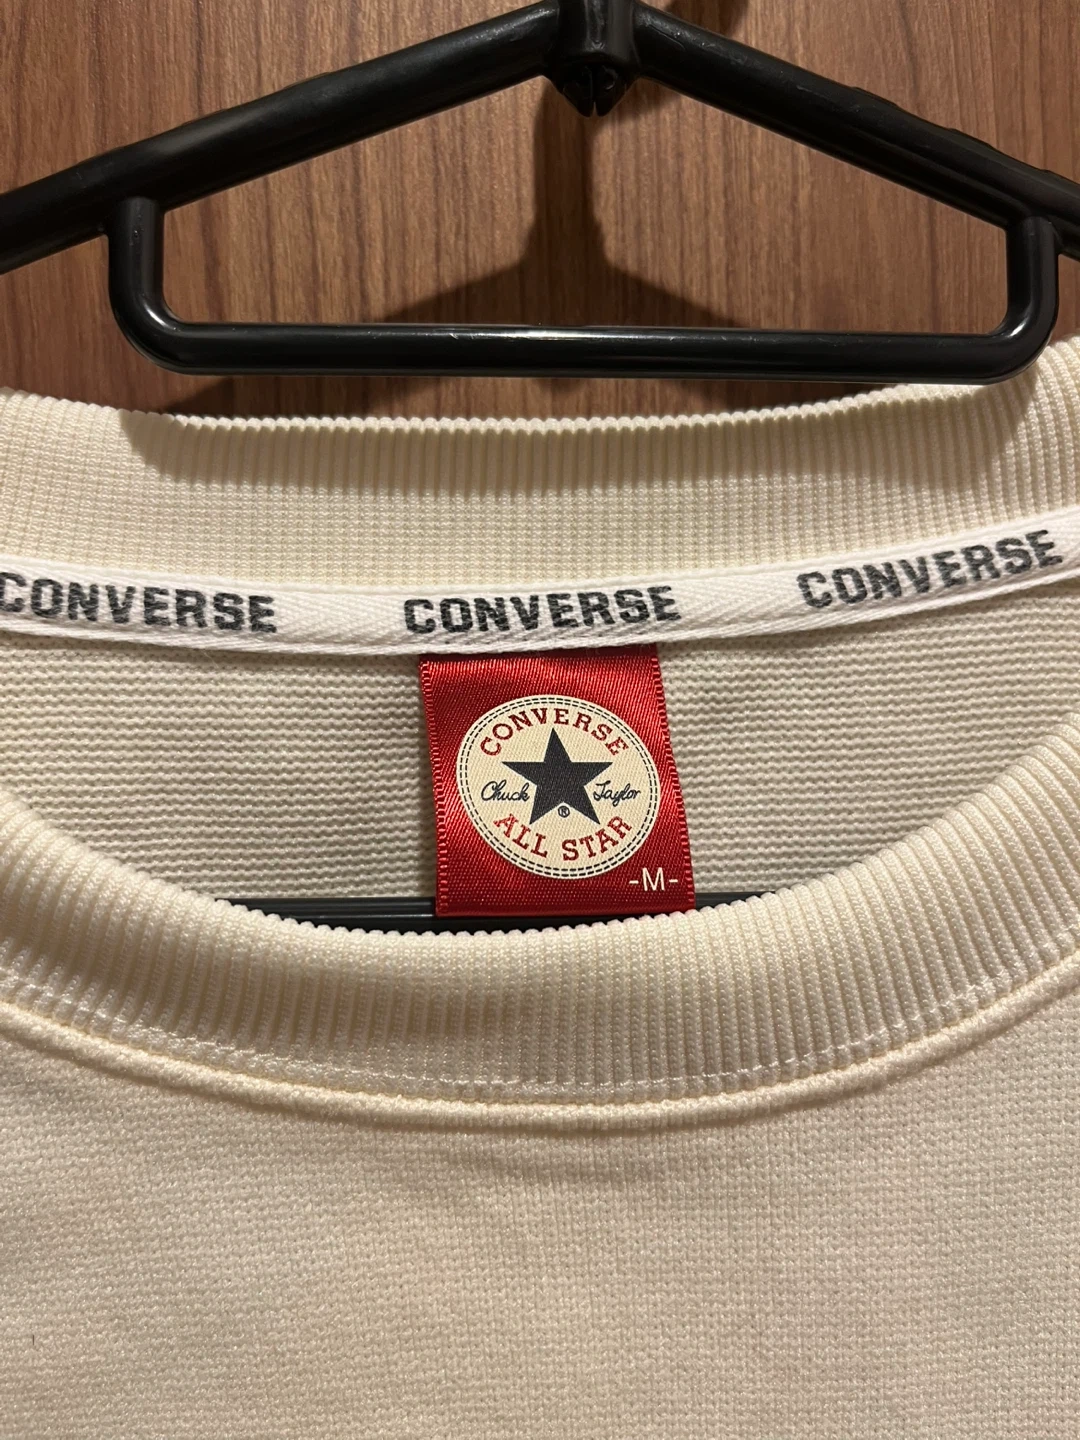 CONVERSE CONVERSE CONVERSE
CONVERSE
Chuck Taylor
®
ALL STAR
-M-